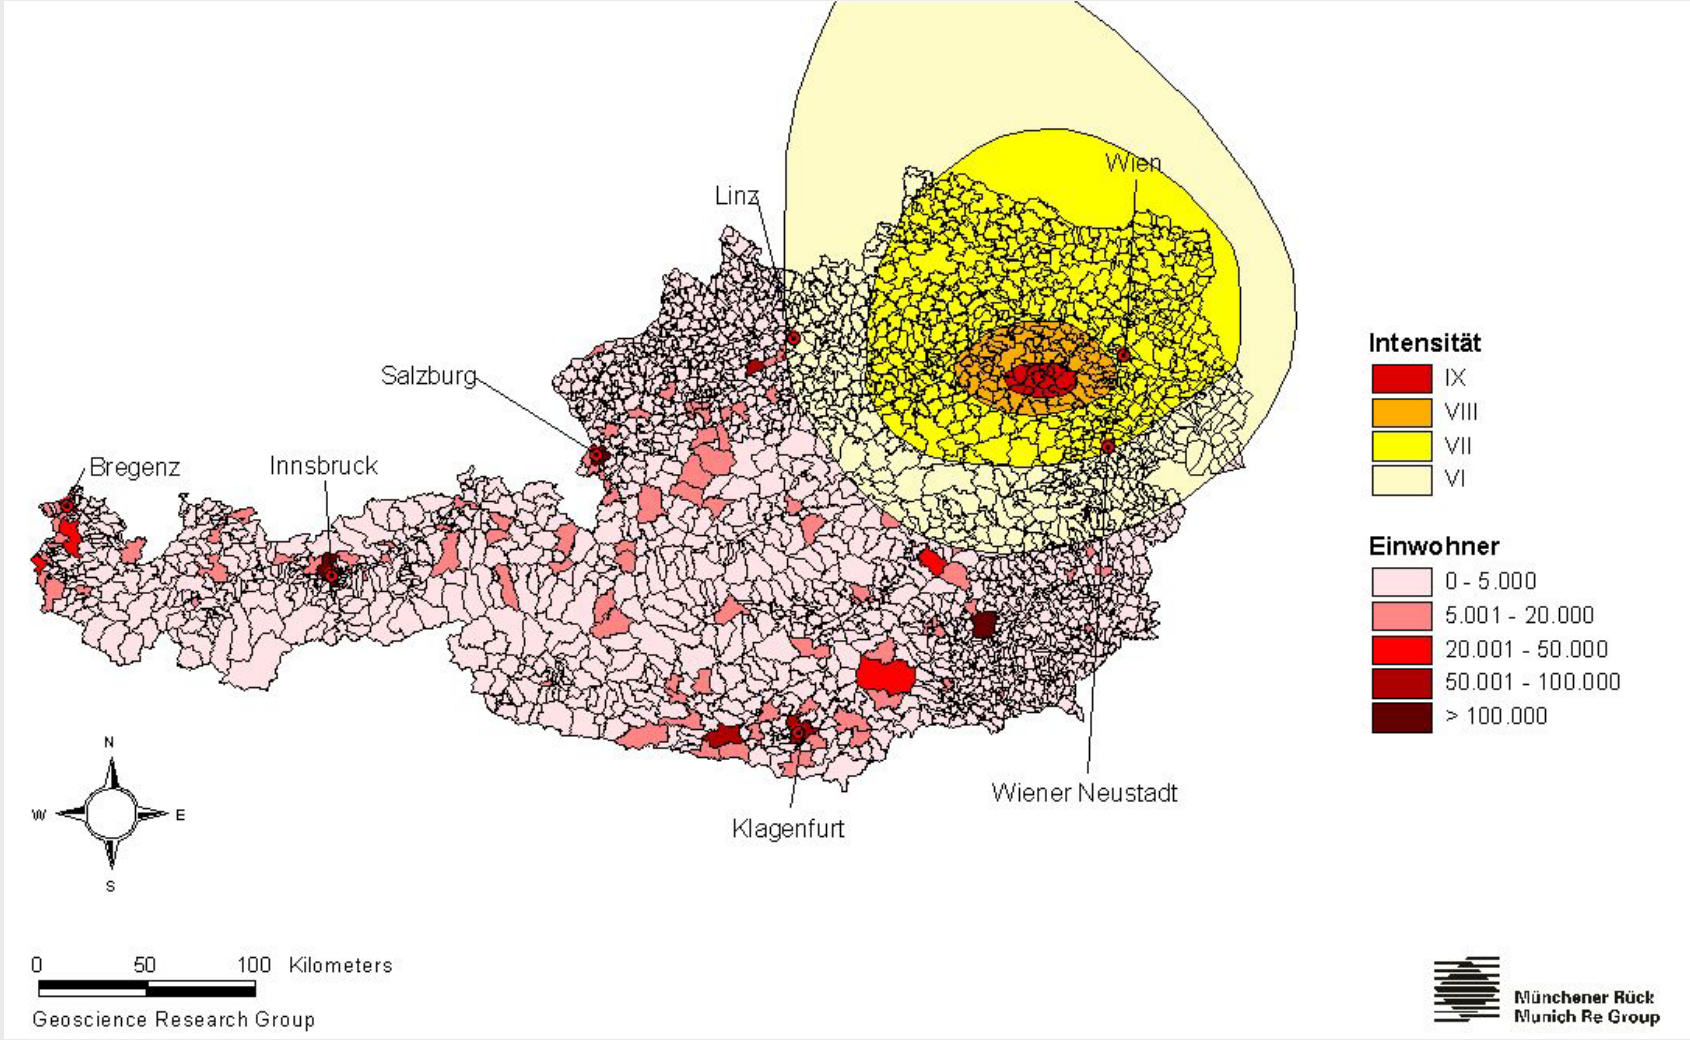 Wien
Linz
Salzburg
Bregenz
Innsbruck
Wiener Neustadt
Klagenfurt
Intensität
IX
VIII
VII
VI
Einwohner
0 - 5.000
5.001 - 20.000
20.001 - 50.000
50.001 - 100.000
> 100.000
N
W
E
S
0 50 100 Kilometers
Geoscience Research Group
Münchener Rück
Munich Re Group